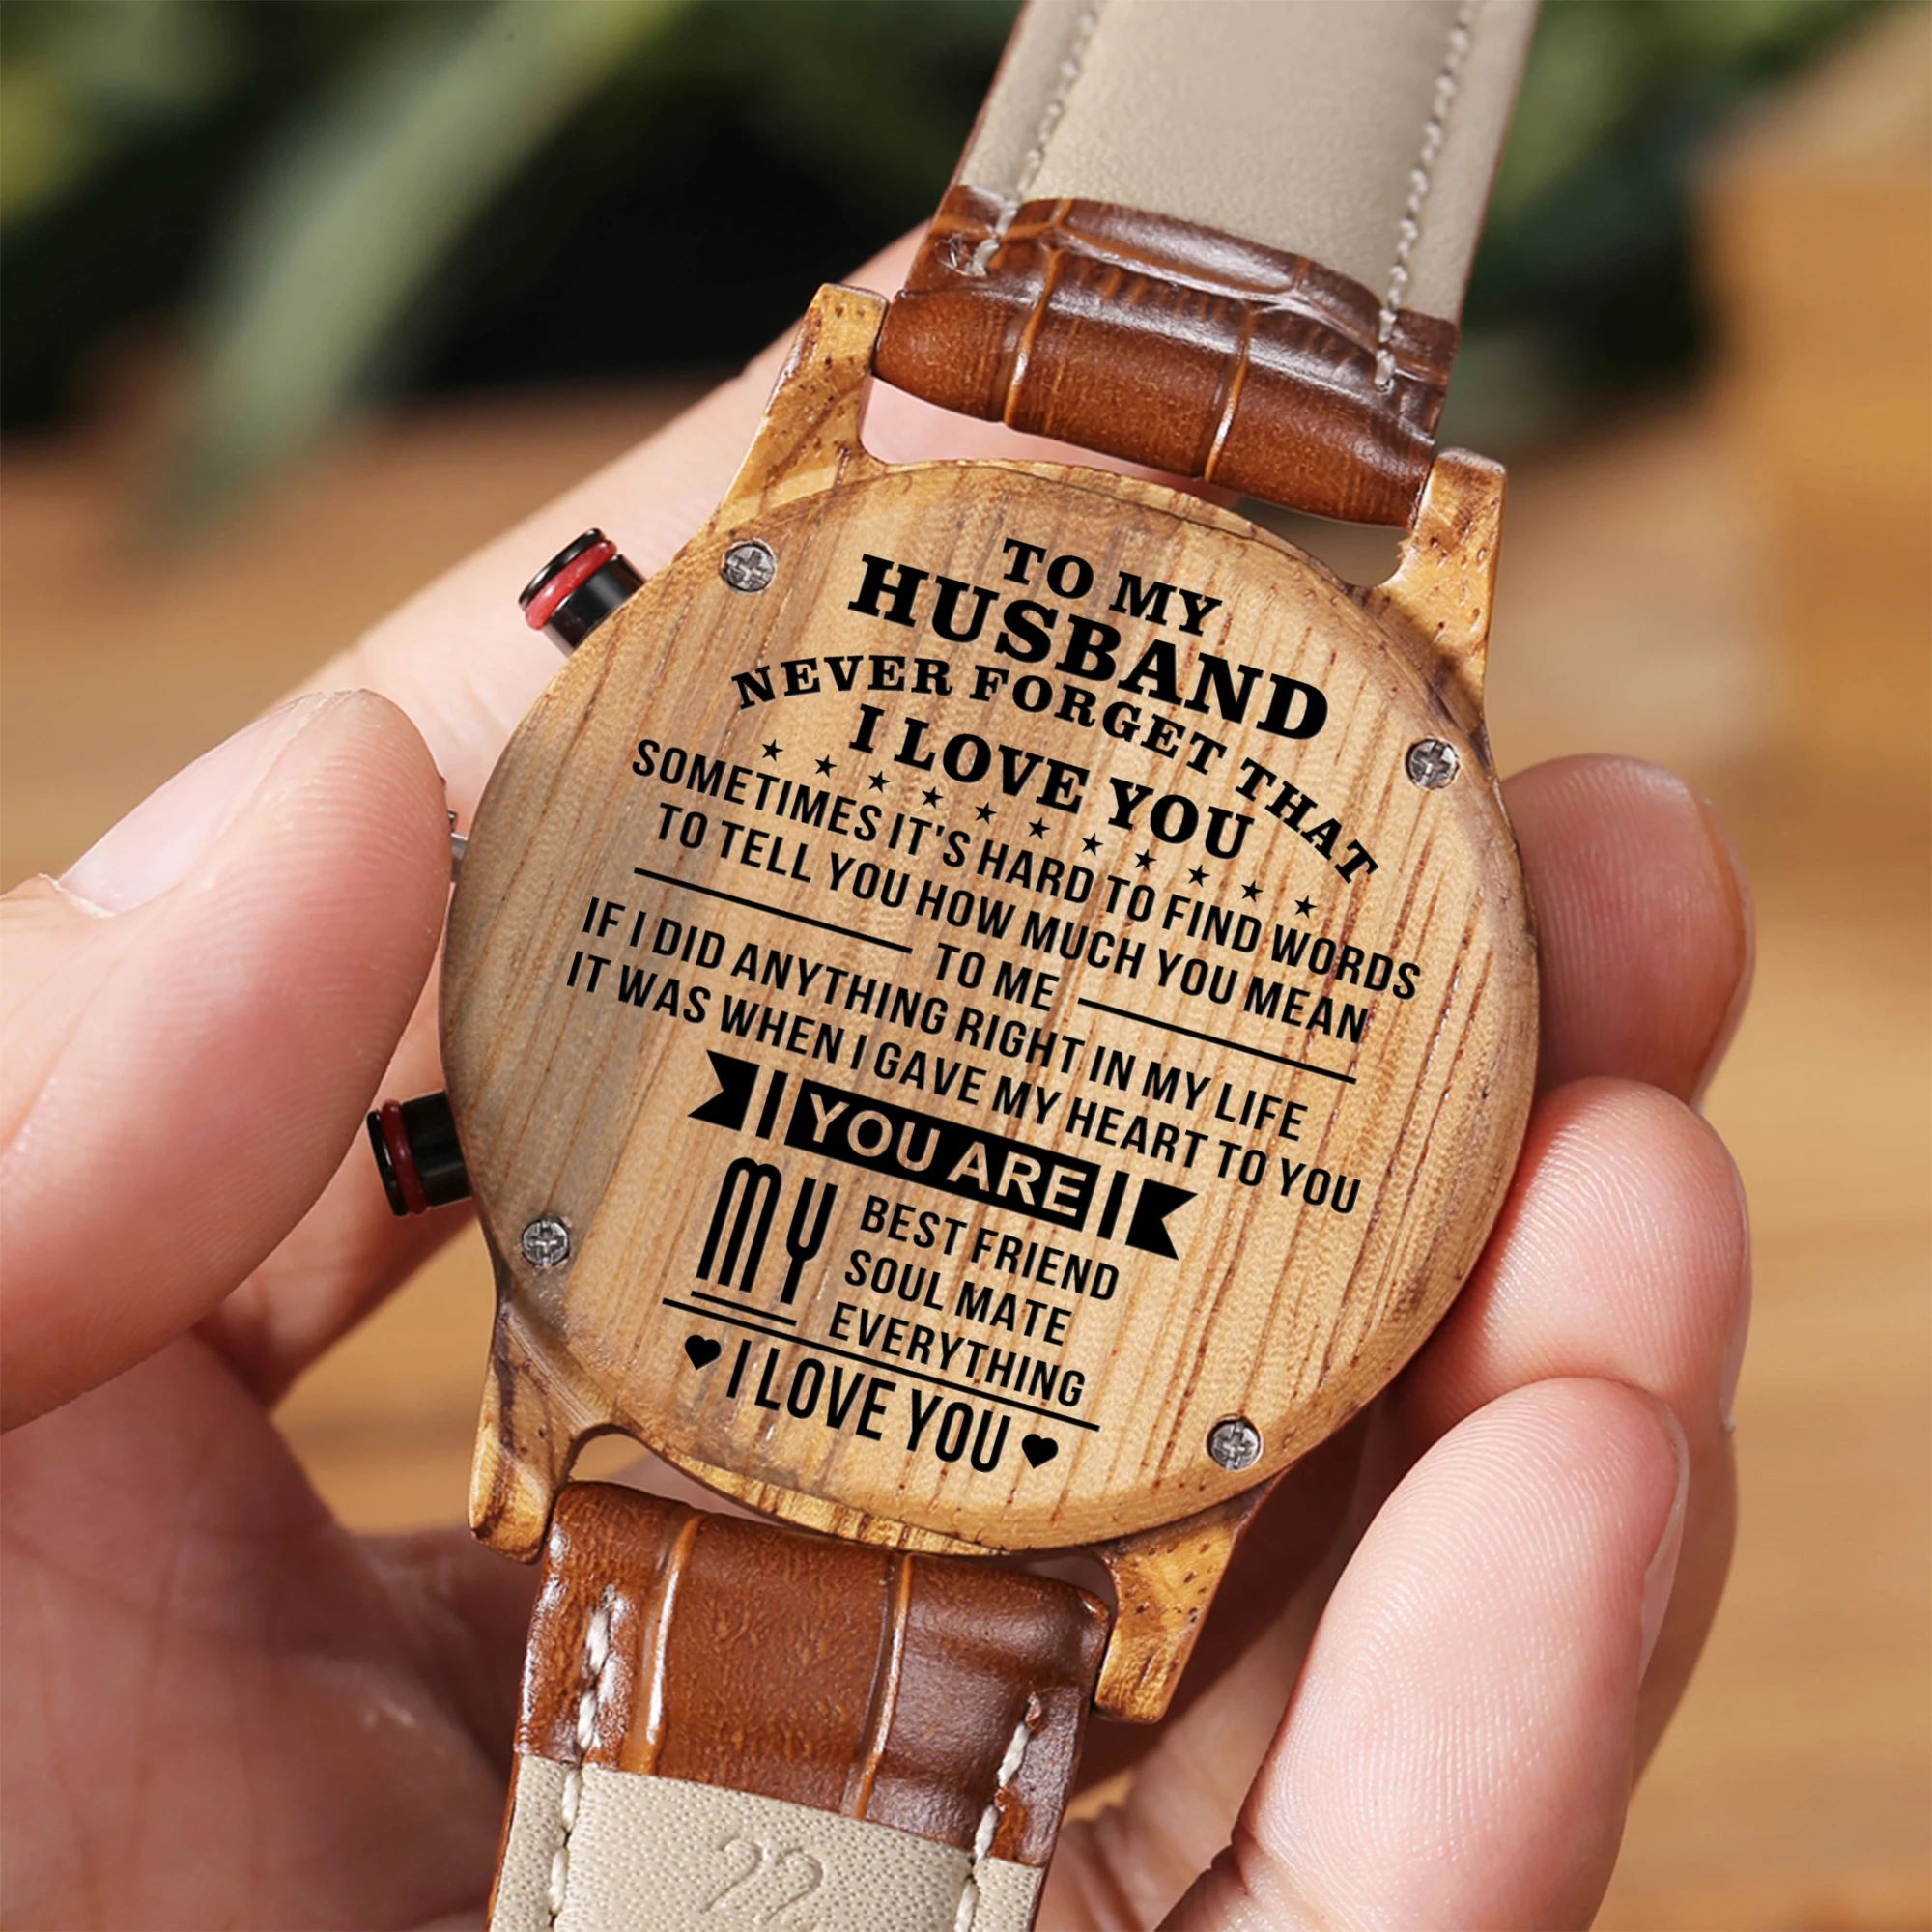 TO MY
HUSBAND
NEVER FORGET THAT
I LOVE YOU
SOMETIMES IT'S HARD TO FIND WORDS
TO TELL YOU HOW MUCH YOU MEAN
TO ME
IF I DID ANYTHING RIGHT IN MY LIFE
IT WAS WHEN I GAVE MY HEART TO YOU
YOU ARE
MY
BEST FRIEND
SOUL MATE
EVERYTHING
I LOVE YOU
22